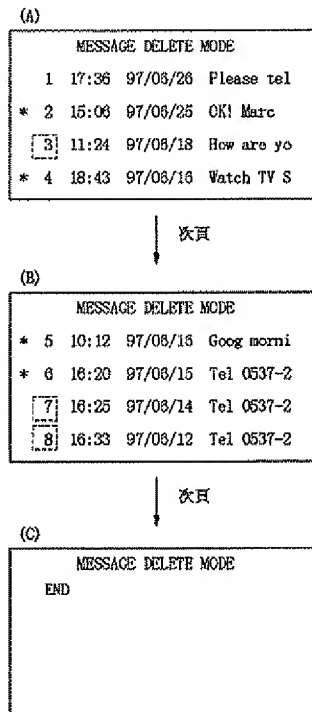 (A)
MESSAGE DELETE MODE
1 17:36 97/06/26 Please tel
* 2 15:06 97/06/25 OK! Marc
3 11:24 97/06/18 How are yo
* 4 18:43 97/06/16 Watch TV S
次頁
(B)
MESSAGE DELETE MODE
* 5 10:12 97/06/16 Goog morni
* 6 16:20 97/06/15 Tel 0537-2
7 16:25 97/06/14 Tel 0537-2
8 16:33 97/06/12 Tel 0537-2
次頁
(C)
MESSAGE DELETE MODE
END